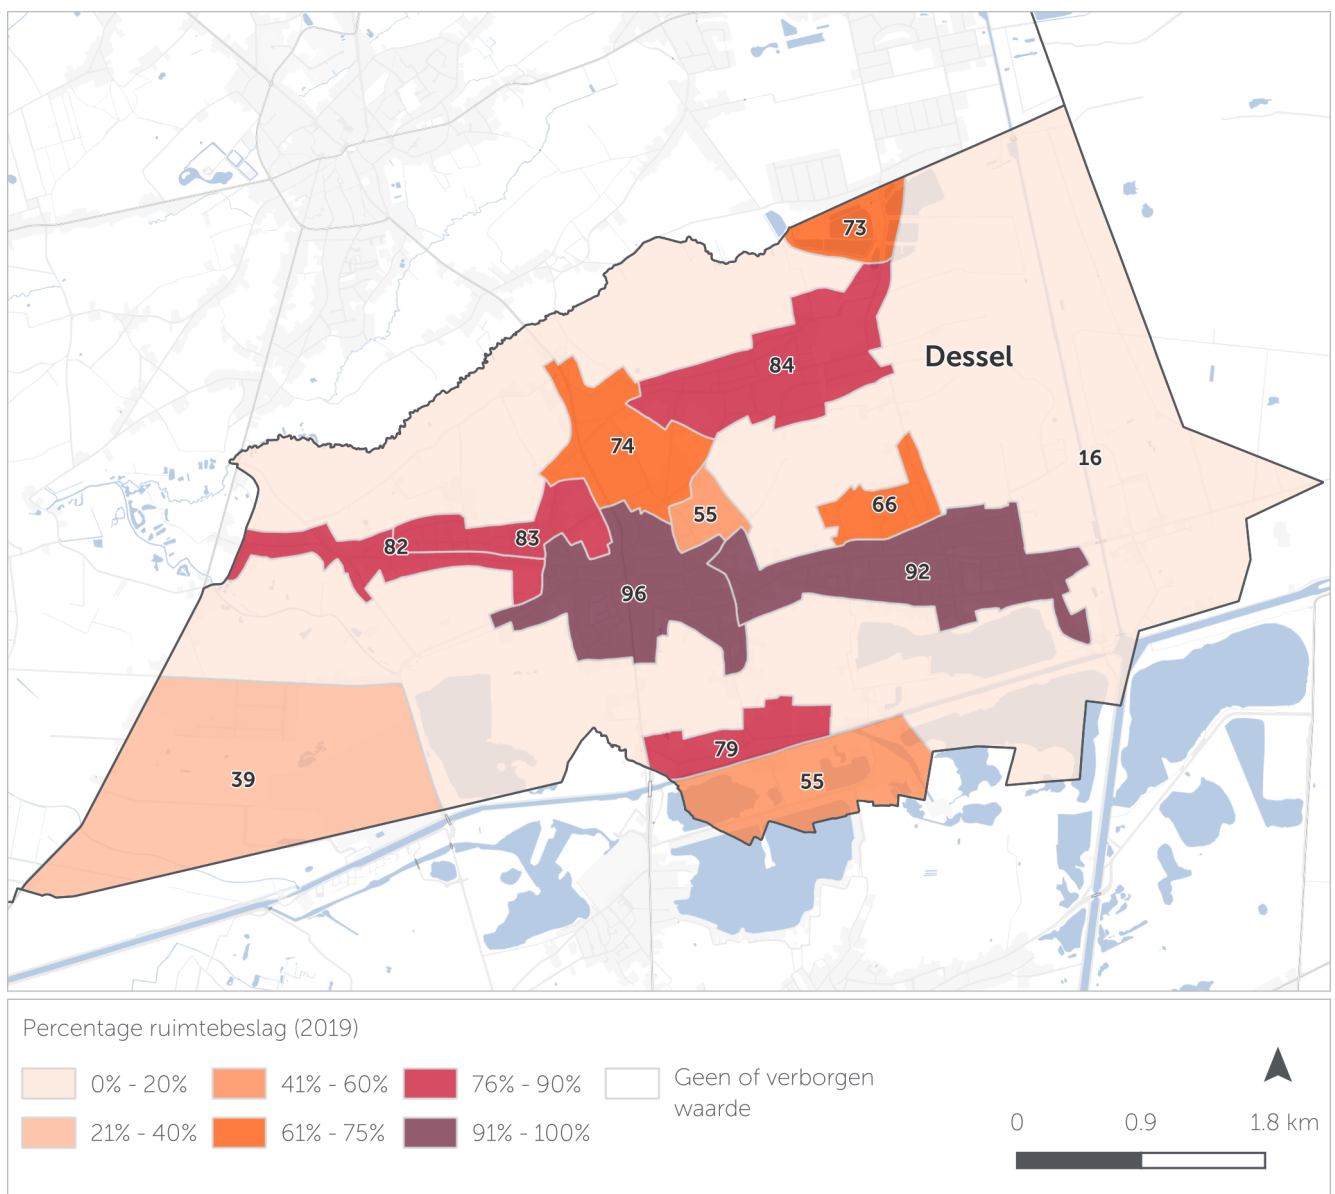 73
84
Dessel
74
16
66
55
83
82
92
96
79
39
55
Percentage ruimtebeslag (2019)
0% - 20%
41% - 60%
76% - 90%
Geen of verborgen
waarde
21% - 40%
61% - 75%
91% - 100%
0
0.9
1.8 km